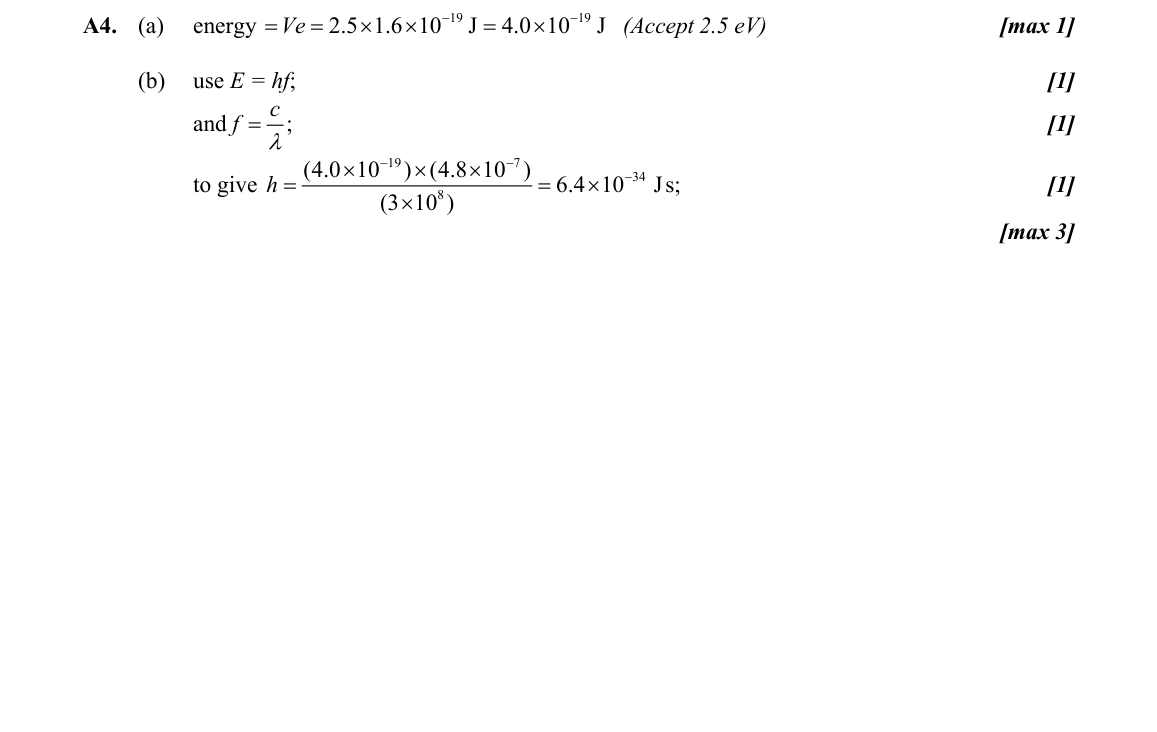 A4. (a) energy = Ve = 2.5×1.6×10⁻¹⁹ J = 4.0×10⁻¹⁹ J (Accept 2.5 eV) [max 1]
(b) use E = hf; [1]
and f = c/λ; [1]
to give h = (4.0×10⁻¹⁹)×(4.8×10⁻⁷)/(3×10⁸) = 6.4×10⁻³⁴ J s; [1]
[max 3]